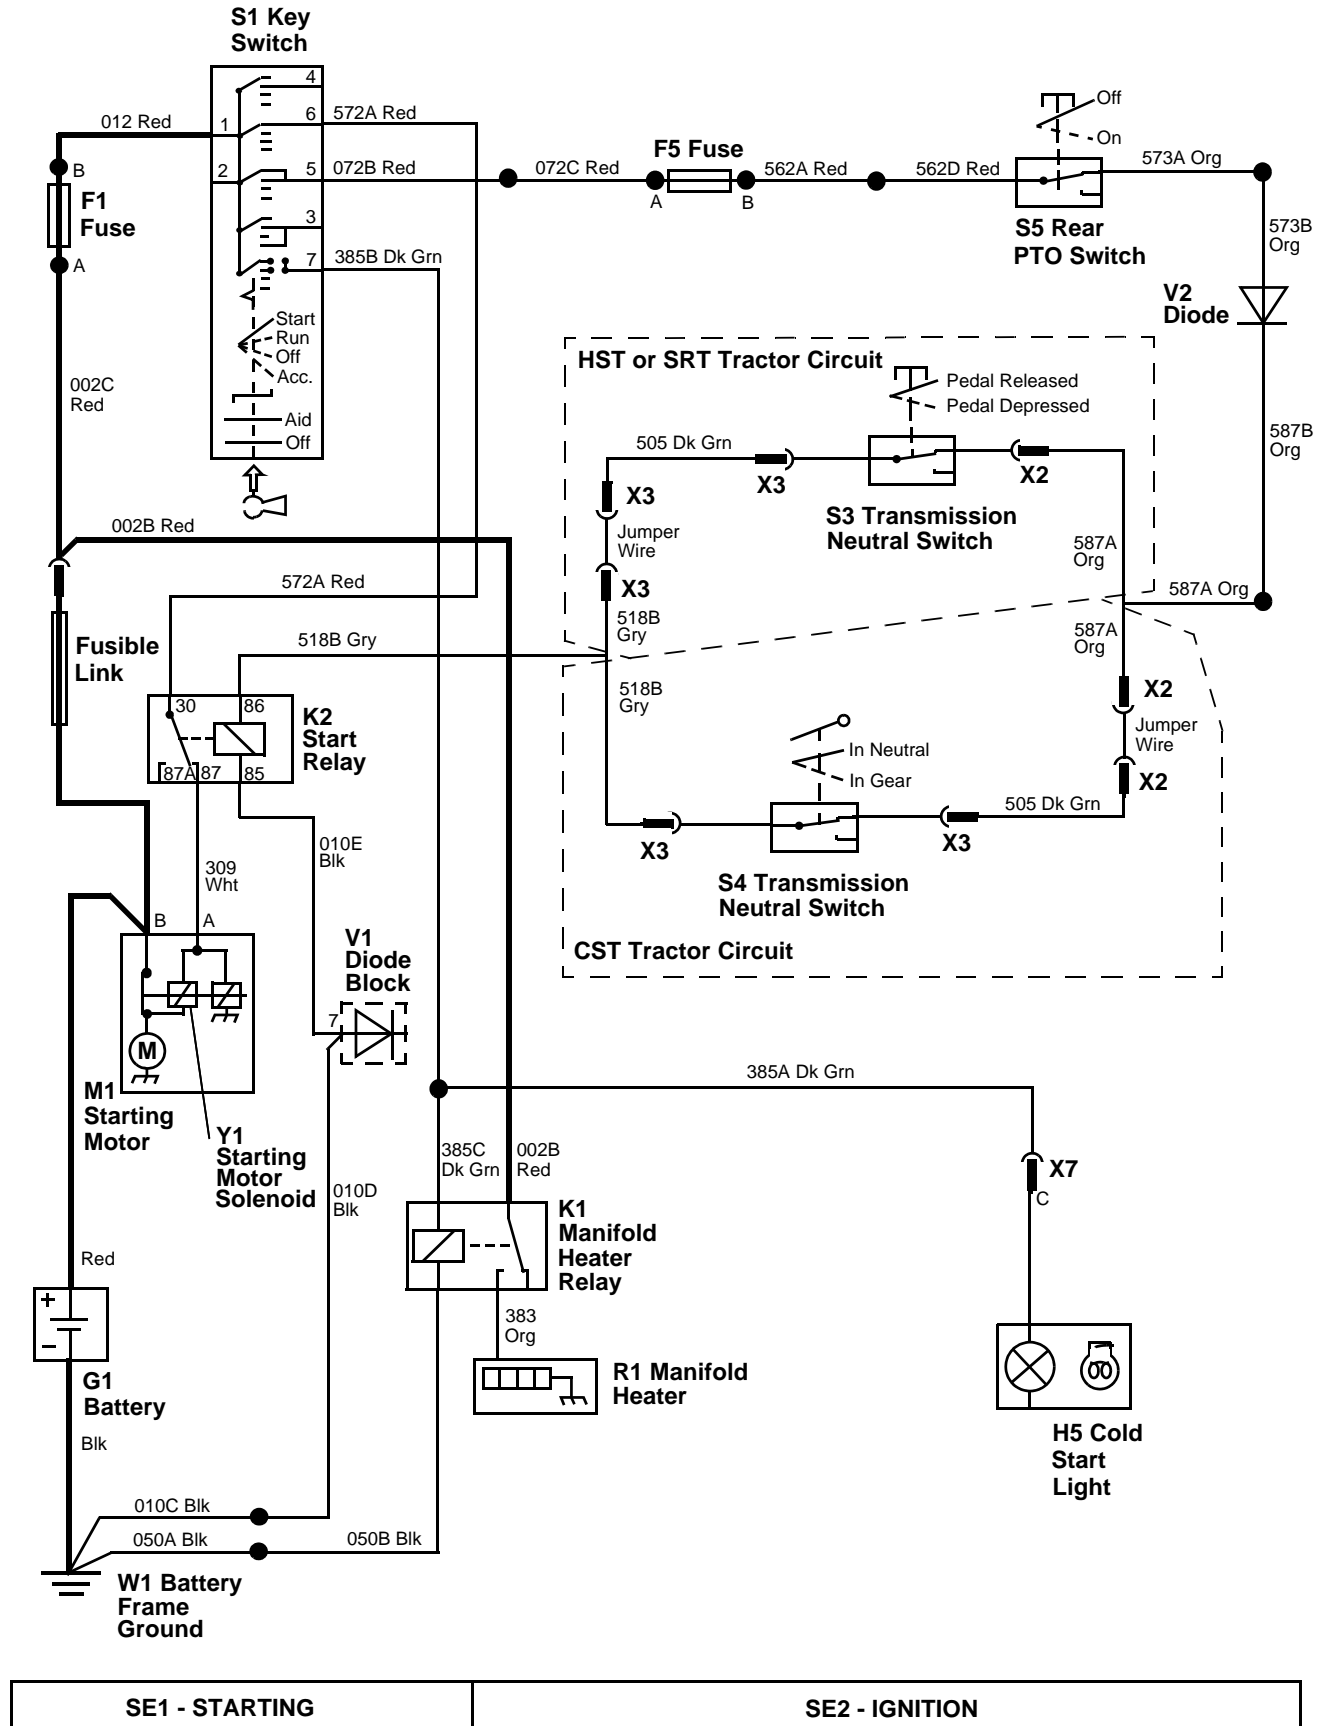 S1 Key
Switch
4
012 Red
1
6
572A Red
Off
On
B
2
5
072B Red
072C Red
F5 Fuse
562A Red
562D Red
573A Org
A
B
F1
Fuse
3
S5 Rear
PTO Switch
573B
Org
A
7
385B Dk Grn
V2
Diode
Start
Run
Off
Acc.
Aid
Off
002C
Red
HST or SRT Tractor Circuit
Pedal Released
Pedal Depressed
587B
Org
505 Dk Grn
X3
X2
X3
S3 Transmission
Neutral Switch
002B Red
Jumper
Wire
587A
Org
572A Red
X3
587A Org
518B
Gry
587A
Org
518B Gry
Fusible
Link
518B
Gry
X2
30
86
K2
Start
Relay
Jumper
Wire
In Neutral
In Gear
87A
87
85
X2
505 Dk Grn
010E
Blk
X3
X3
309
Wht
S4 Transmission
Neutral Switch
B
A
V1
Diode
Block
CST Tractor Circuit
7
M
385A Dk Grn
M1
Starting
Motor
Y1
Starting
Motor
Solenoid
385C
Dk Grn
002B
Red
X7
C
010D
Blk
K1
Manifold
Heater
Relay
Red
+
–
383
Org
G1
Battery
R1 Manifold
Heater
Blk
H5 Cold
Start
Light
010C Blk
050A Blk
050B Blk
W1 Battery
Frame
Ground
SE1 - STARTING
SE2 - IGNITION